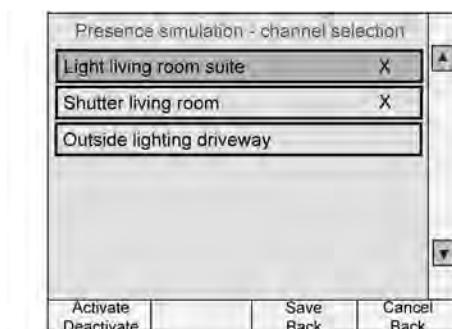 Presence simulation - channel selection
Light living room suite X
Shutter living room X
Outside lighting driveway
Activate Save Cancel
Deactivate Back Back